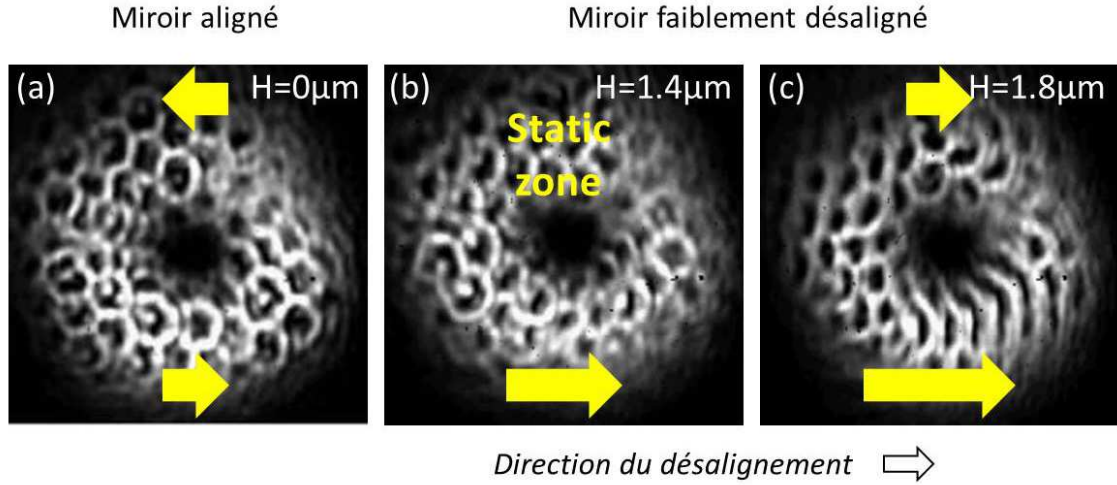 Miroir aligné
Miroir faiblement désaligné
(a) H=0µm
(b) H=1.4µm
(c) H=1.8µm
Static
zone
Direction du désalignement